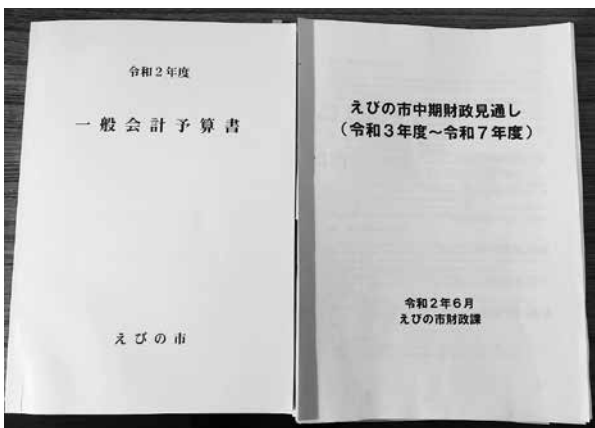 令和２年度
一般会計予算書
えびの市
えびの市中期財政見通し
（令和３年度～令和７年度）
令和２年６月
えびの市財政課